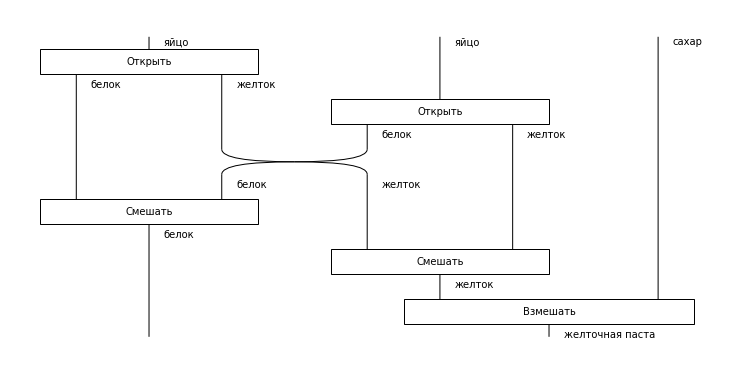 яйцо
яйцо
сахар
Открыть
белок
желток
Открыть
белок
желток
белок
желток
Смешать
белок
Смешать
желток
Взмешать
желточная паста